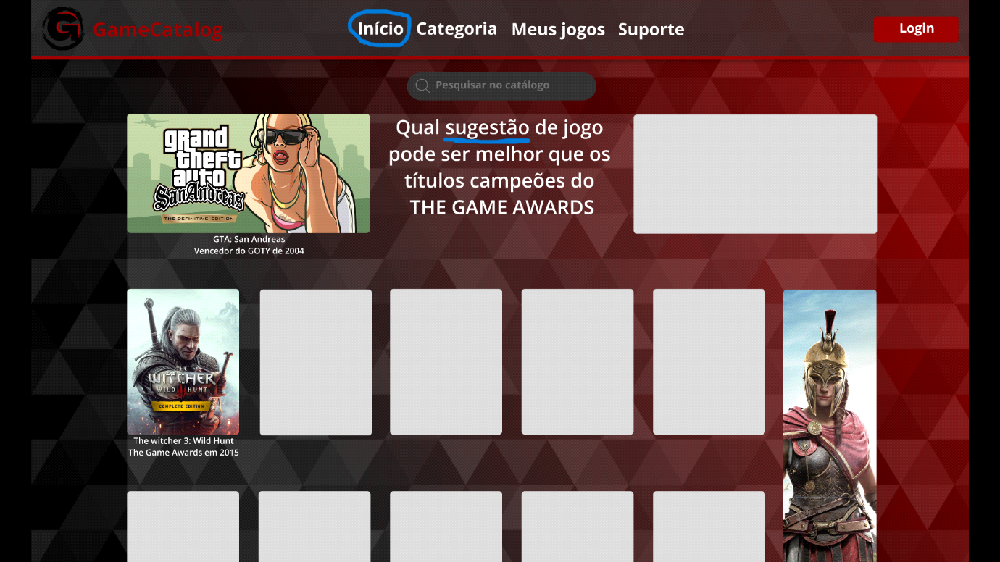 GameCatalog
Início Categoria Meus jogos Suporte
Login
Pesquisar no catálogo
grand
theft
auto
San Andreas
THE DEFINITIVE EDITION
GTA: San Andreas
Vencedor do GOTY de 2004
Qual sugestão de jogo
pode ser melhor que os
títulos campeões do
THE GAME AWARDS
THE
WITCHER
WILD HUNT
COMPLETE EDITION
The witcher 3: Wild Hunt
The Game Awards em 2015